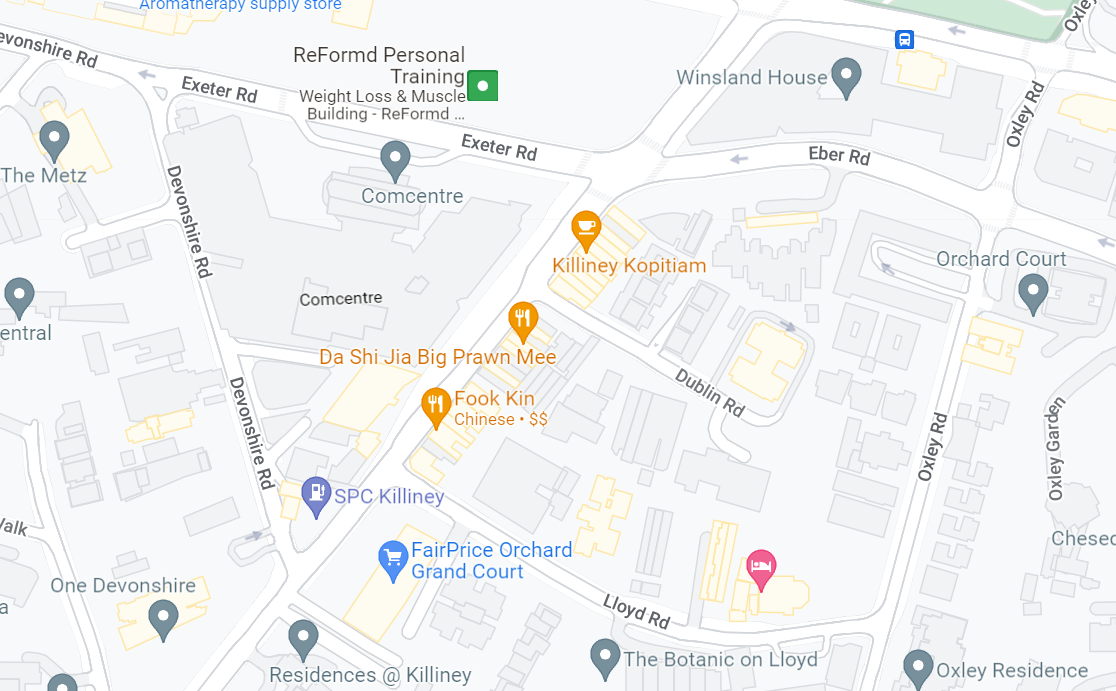 Aromatherapy supply store
evonshire Rd
ReFormd Personal
Training
Weight Loss & Muscle
Building - ReFormd ...
Exeter Rd
Exeter Rd
Winsland House
Oxley
Oxley Rd
Eber Rd
The Metz
Comcentre
Devonshire Rd
Killiney Kopitiam
Orchard Court
Comcentre
entral
Da Shi Jia Big Prawn Mee
Fook Kin
Chinese • $$
Dublin Rd
Devonshire Rd
Oxley Rd
Oxley Garden
SPC Killiney
Walk
FairPrice Orchard
Grand Court
Chesed
One Devonshire
a
Lloyd Rd
The Botanic on Lloyd
Residences @ Killiney
Oxley Residence